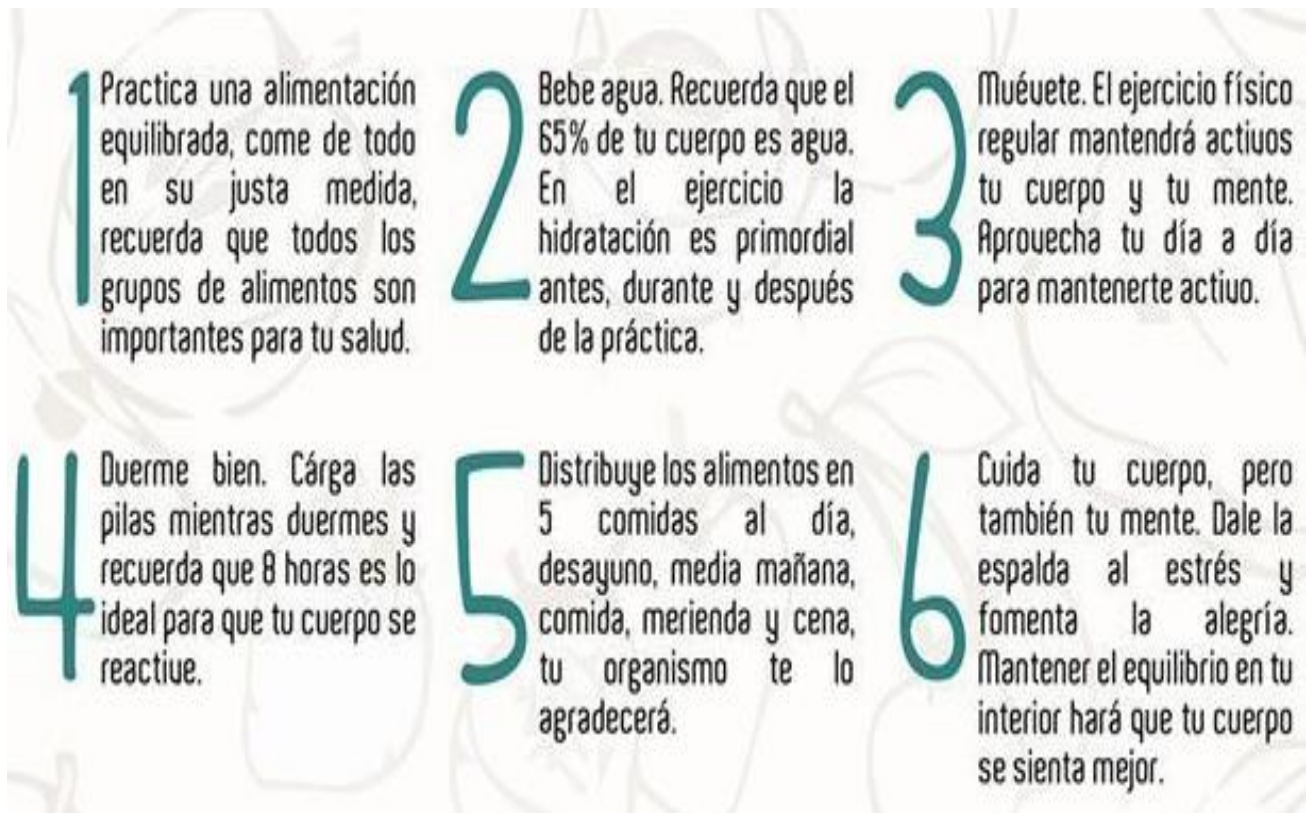 1
Practica una alimentación
equilibrada, come de todo
en su justa medida,
recuerda que todos los
grupos de alimentos son
importantes para tu salud.
2
Bebe agua. Recuerda que el
65% de tu cuerpo es agua.
En el ejercicio la
hidratación es primordial
antes, durante y después
de la práctica.
3
Muévete. El ejercicio físico
regular mantendrá activos
tu cuerpo y tu mente.
Aprovecha tu día a día
para mantenerte activo.
4
Duerme bien. Cárga las
pilas mientras duermes y
recuerda que 8 horas es lo
ideal para que tu cuerpo se
reactive.
5
Distribuye los alimentos en
5 comidas al día,
desayuno, media mañana,
comida, merienda y cena,
tu organismo te lo
agradecerá.
6
Cuida tu cuerpo, pero
también tu mente. Dale la
espalda al estrés y
fomenta la alegría.
Mantener el equilibrio en tu
interior hará que tu cuerpo
se sienta mejor.